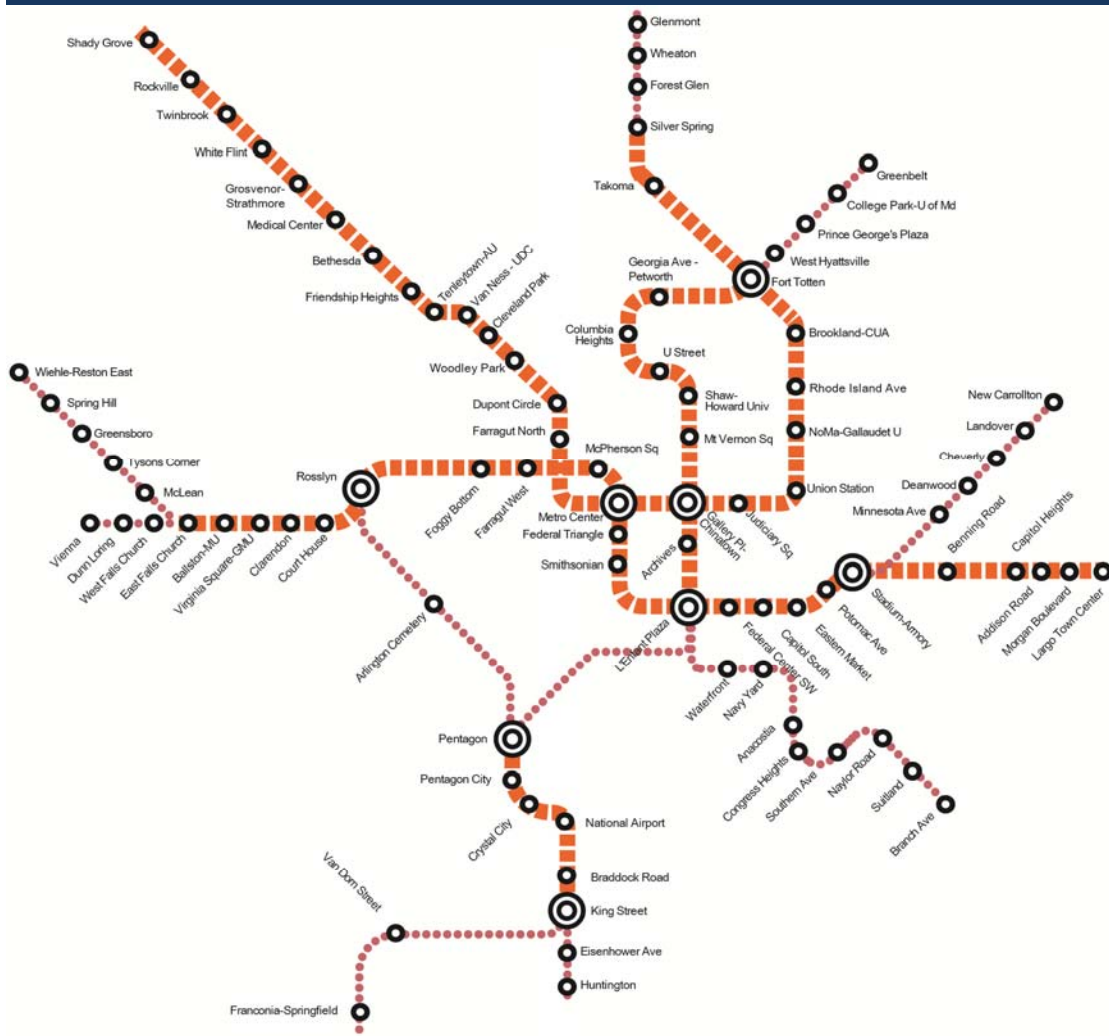 Shady Grove
Rockville
Twinbrook
White Flint
Grosvenor-
Strathmore
Medical Center
Bethesda
Friendship Heights
Tenleytown-AU
Van Ness - UDC
Cleveland Park
Woodley Park
Dupont Circle
Farragut North
Glenmont
Wheaton
Forest Glen
Silver Spring
Takoma
Greenbelt
College Park-U of Md
Prince George's Plaza
West Hyattsville
Fort Totten
Georgia Ave -
Petworth
Columbia
Heights
U Street
Shaw-
Howard Univ
Mt Vernon Sq
Brookland-CUA
Rhode Island Ave
NoMa-Gallaudet U
Union Station
Judiciary Sq
Gallery Pl-
Chinatown
Wiehle-Reston East
Spring Hill
Greensboro
Tysons Corner
McLean
Vienna
Dunn Loring
West Falls Church
East Falls Church
Ballston-MU
Virginia Square-GMU
Clarendon
Court House
Rosslyn
Foggy Bottom
Farragut West
McPherson Sq
Metro Center
Federal Triangle
Smithsonian
Archives
L'Enfant Plaza
Federal Center SW
Capitol South
Eastern Market
Potomac Ave
Stadium-Armory
New Carrollton
Landover
Cheverly
Deanwood
Minnesota Ave
Benning Road
Capitol Heights
Addison Road
Morgan Boulevard
Largo Town Center
Arlington Cemetery
Pentagon
Pentagon City
Crystal City
National Airport
Braddock Road
King Street
Eisenhower Ave
Huntington
Van Dorn Street
Franconia-Springfield
Waterfront
Navy Yard
Anacostia
Congress Heights
Southern Ave
Naylor Road
Suitland
Branch Ave